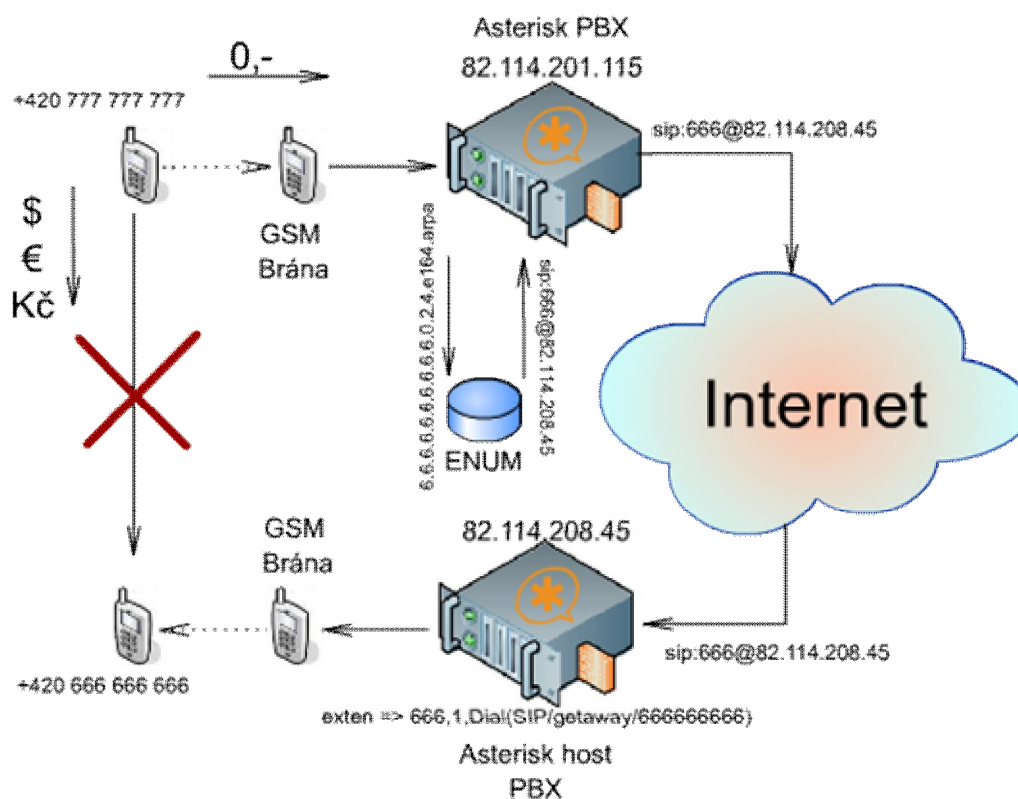 Asterisk PBX
82.114.201.115
0,-
+420 777 777 777
sip:666@82.114.208.45
$
€
Kč
GSM
Brána
6.6.6.6.6.6.6.6.6.0.2.4.e164.arpa
sip:666@82.114.208.45
ENUM
Internet
GSM
Brána
82.114.208.45
sip:666@82.114.208.45
+420 666 666 666
exten => 666,1,Dial(SIP/getaway/666666666)
Asterisk host
PBX